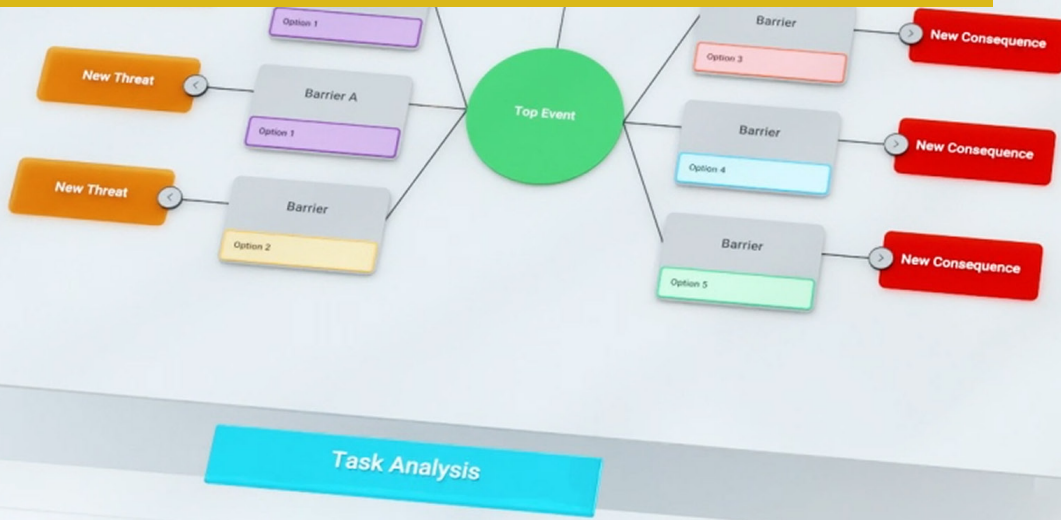 Option 1
Barrier
Option 3
New Consequence
New Threat
Barrier A
Option 1
Top Event
Barrier
Option 4
New Consequence
New Threat
Barrier
Option 2
Barrier
Option 5
New Consequence
Task Analysis